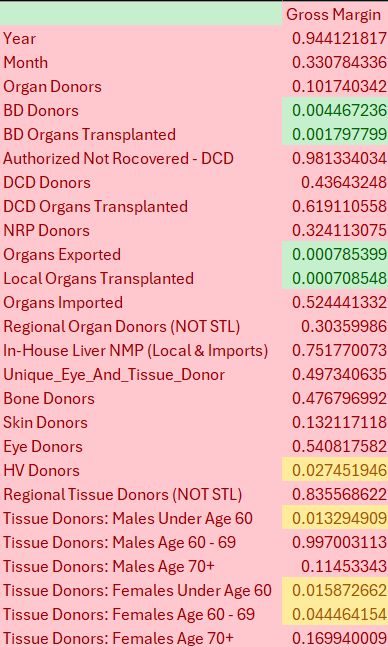 Gross Margin
Year 0.944121817
Month 0.330784336
Organ Donors 0.101740342
BD Donors 0.004467236
BD Organs Transplanted 0.001797799
Authorized Not Rocovered - DCD 0.981334034
DCD Donors 0.43643248
DCD Organs Transplanted 0.619110558
NRP Donors 0.324113075
Organs Exported 0.000785399
Local Organs Transplanted 0.000708548
Organs Imported 0.524441332
Regional Organ Donors (NOT STL) 0.30359986
In-House Liver NMP (Local & Imports) 0.751770073
Unique_Eye_And_Tissue_Donor 0.497340635
Bone Donors 0.476796992
Skin Donors 0.132117118
Eye Donors 0.540817582
HV Donors 0.027451946
Regional Tissue Donors (NOT STL) 0.835568622
Tissue Donors: Males Under Age 60 0.013294909
Tissue Donors: Males Age 60 - 69 0.997003113
Tissue Donors: Males Age 70+ 0.11453343
Tissue Donors: Females Under Age 60 0.015872662
Tissue Donors: Females Age 60 - 69 0.044464154
Tissue Donors: Females Age 70+ 0.169940009